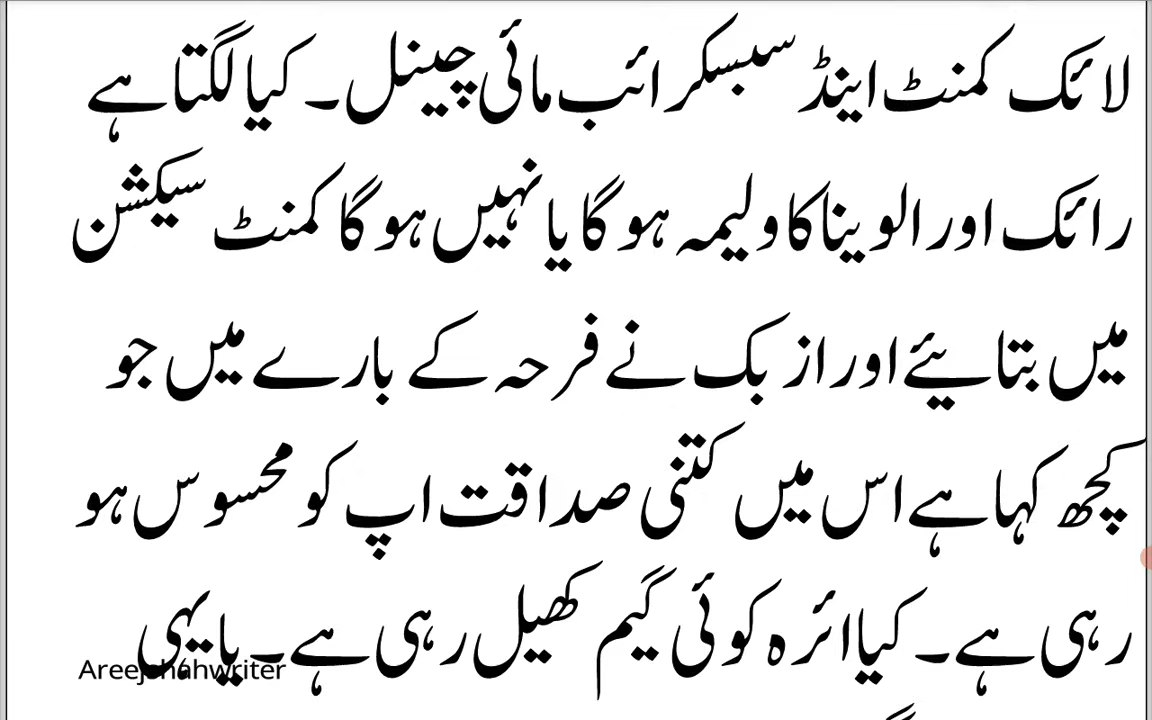 لائک کمنٹ اینڈ سبسکرائب مائی چینل۔ کیا لگتا ہے
رائک اور الوینا کا ولیمہ ہو گا یا نہیں ہو گا کمنٹ سیکشن
میں بتایئے اور ازبک نے فرحہ کے بارے میں جو
کچھ کہا ہے اس میں کتنی صداقت اپ کو محسوس ہو
رہی ہے۔ کیا ائرہ کوئی گیم کھیل رہی ہے۔ یا یہی
Areejshahwriter